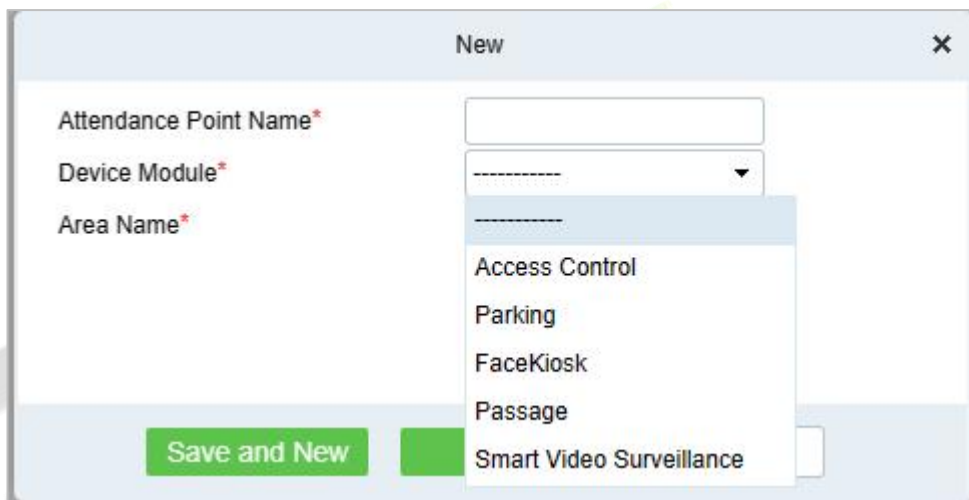 New ×
Attendance Point Name*
Device Module* -----------
Area Name* -----------
Access Control
Parking
FaceKiosk
Passage
Save and New Smart Video Surveillance